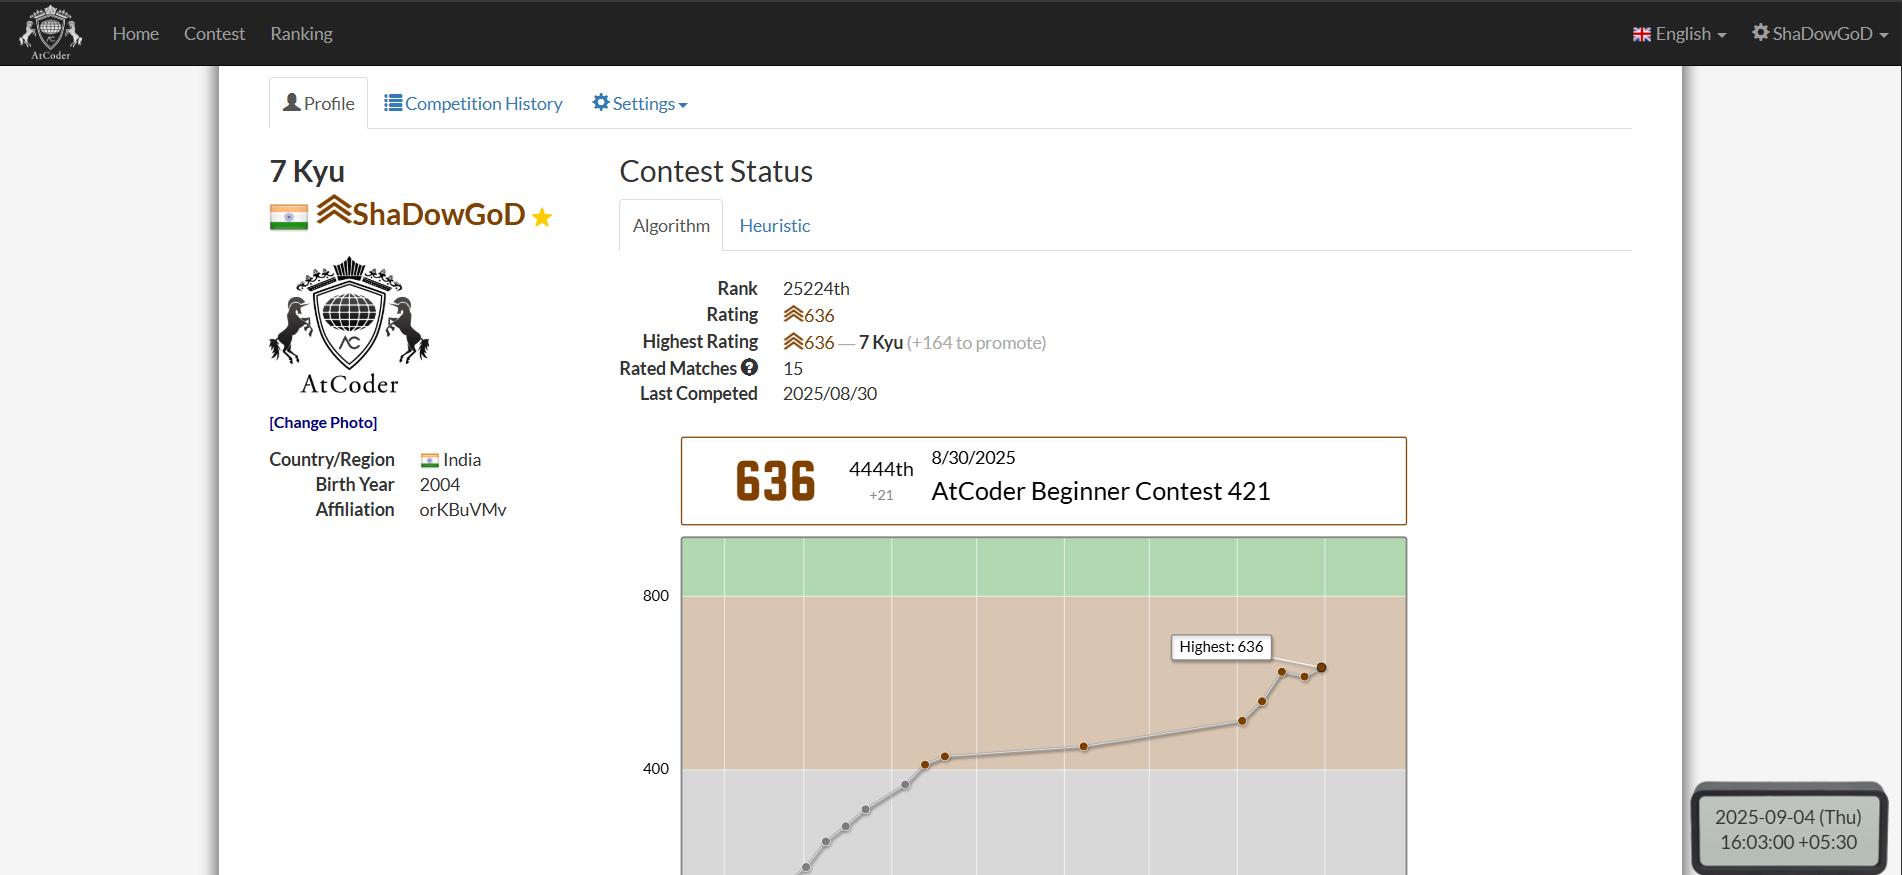 AtCoder
Home
Contest
Ranking
English
ShaDowGoD
Profile
Competition History
Settings
7 Kyu
ShaDowGoD
AC
AtCoder
[Change Photo]
Country/Region India
Birth Year 2004
Affiliation orKBuVMv
Contest Status
Algorithm
Heuristic
Rank 25224th
Rating 636
Highest Rating 636 — 7 Kyu (+164 to promote)
Rated Matches ? 15
Last Competed 2025/08/30
636
4444th
+21
8/30/2025
AtCoder Beginner Contest 421
800
Highest: 636
400
2025-09-04 (Thu)
16:03:00 +05:30